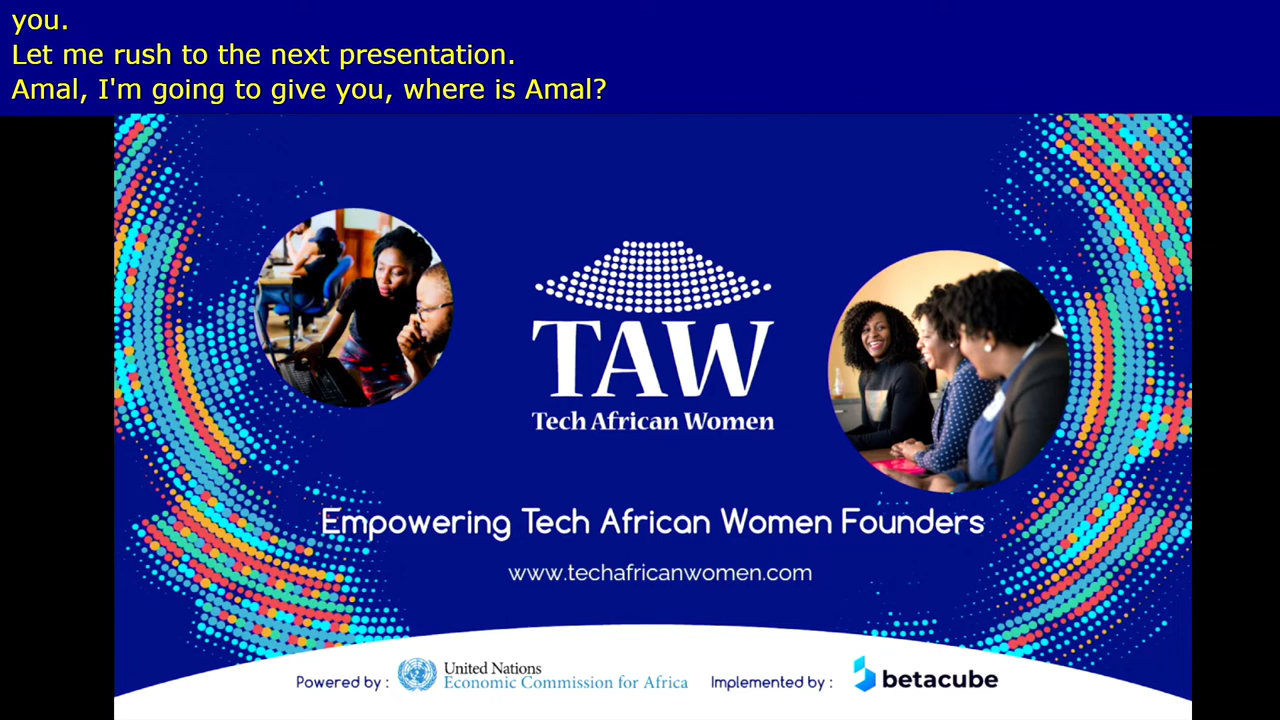 you.
Let me rush to the next presentation.
Amal, I'm going to give you, where is Amal?
TAW
Tech African Women
Empowering Tech African Women Founders
www.techafricanwomen.com
Powered by :
United Nations
Economic Commission for Africa
Implemented by :
betacube